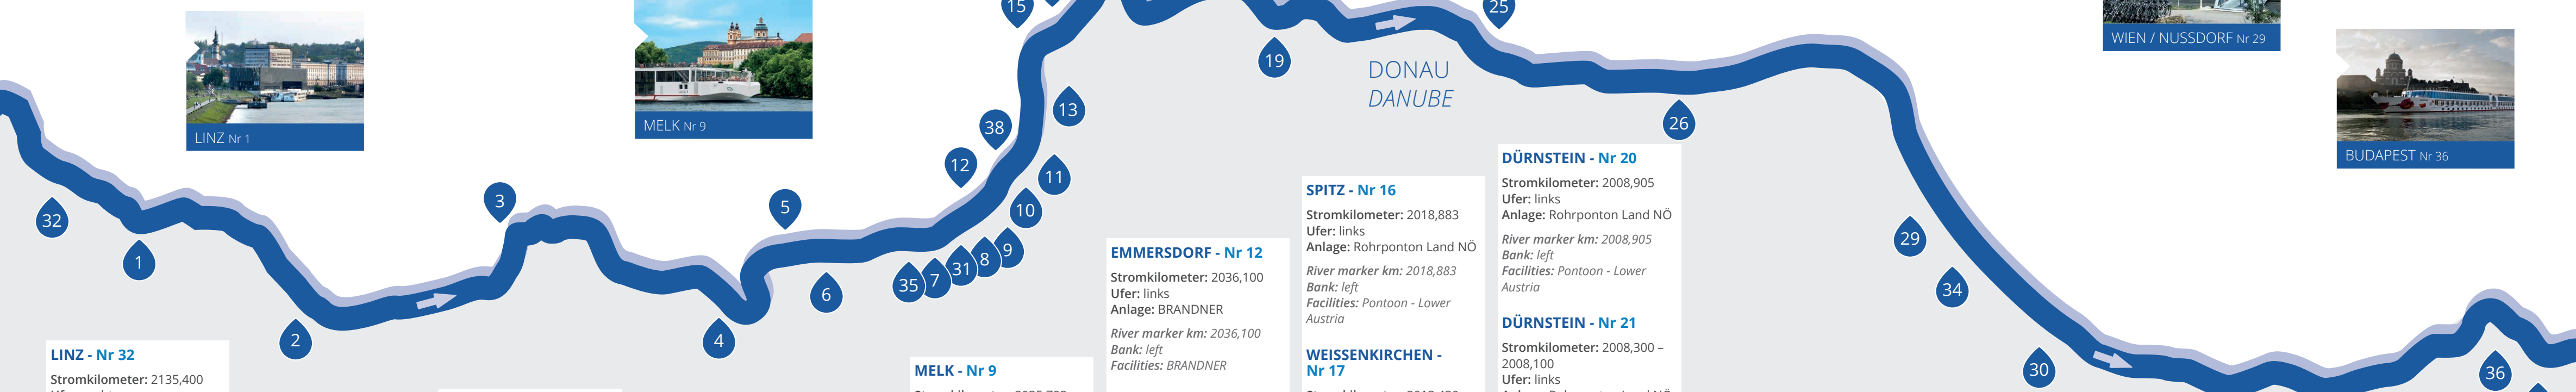 15
25
WIEN / NUSSDORF Nr 29
19
DONAU
DANUBE
13
MELK Nr 9
26
38
LINZ Nr 1
BUDAPEST Nr 36
12
11
3
5
10
32
29
1
9
8
31
7
35
6
34
2
4
30
36
LINZ - Nr 32
Stromkilometer: 2135,400
MELK - Nr 9
EMMERSDORF - Nr 12
Stromkilometer: 2036,100
Ufer: links
Anlage: BRANDNER
River marker km: 2036,100
Bank: left
Facilities: BRANDNER
SPITZ - Nr 16
Stromkilometer: 2018,883
Ufer: links
Anlage: Rohrponton Land NÖ
River marker km: 2018,883
Bank: left
Facilities: Pontoon - Lower
Austria
WEISSENKIRCHEN -
Nr 17
DÜRNSTEIN - Nr 20
Stromkilometer: 2008,905
Ufer: links
Anlage: Rohrponton Land NÖ
River marker km: 2008,905
Bank: left
Facilities: Pontoon - Lower
Austria
DÜRNSTEIN - Nr 21
Stromkilometer: 2008,300 –
2008,100
Ufer: links